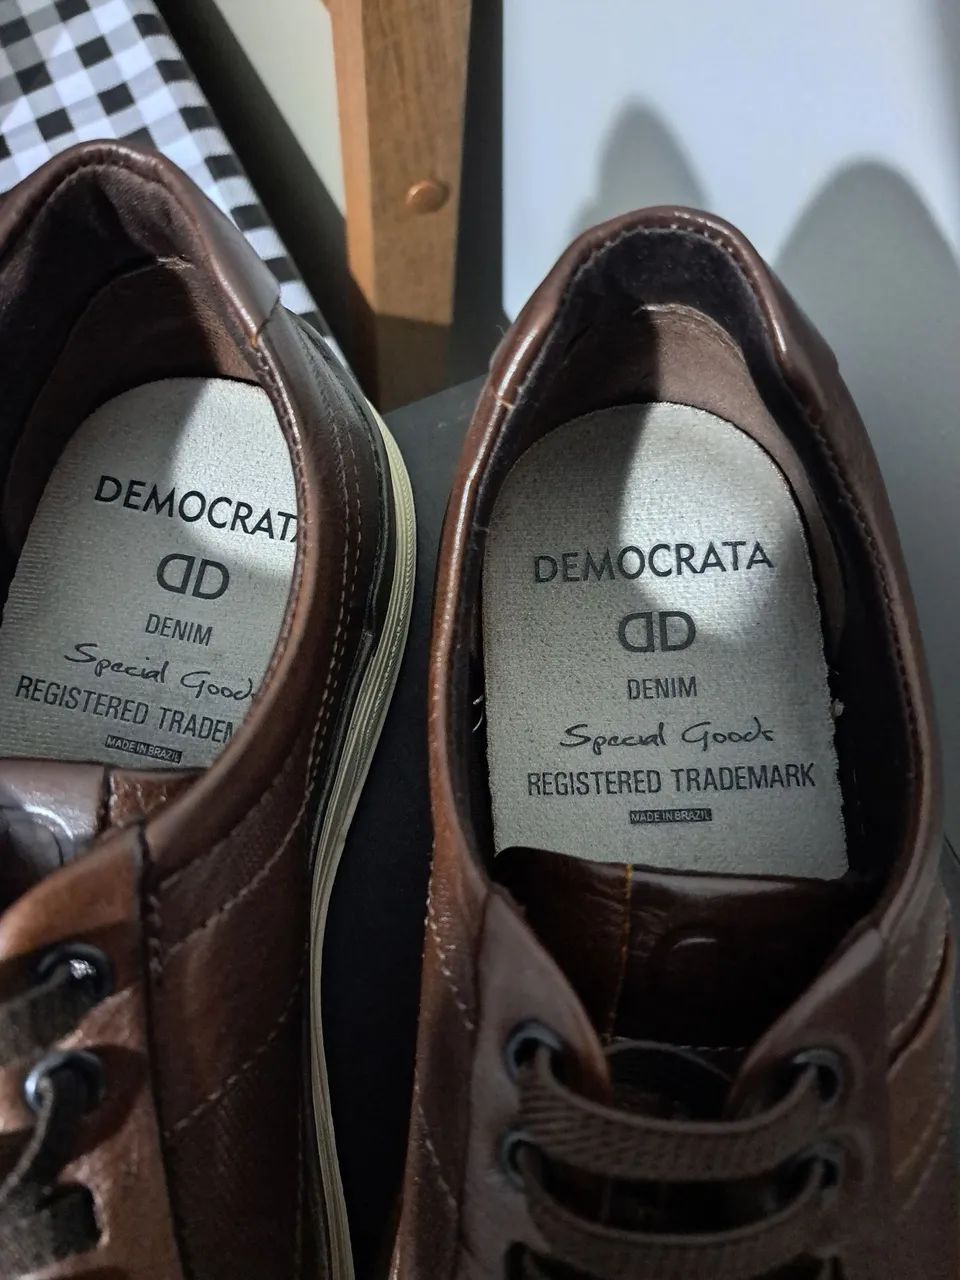 DEMOCRATA
DD
DENIM
Special Goods
REGISTERED TRADEM
MADE IN BRAZIL
DEMOCRATA
DD
DENIM
Special Goods
REGISTERED TRADEMARK
MADE IN BRAZIL